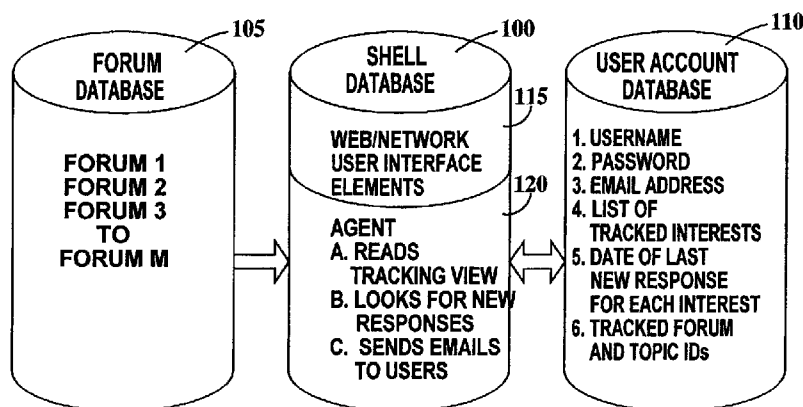 105
FORUM
DATABASE
FORUM 1
FORUM 2
FORUM 3
TO
FORUM M
100
SHELL
DATABASE
115
WEB/NETWORK
USER INTERFACE
ELEMENTS
120
AGENT
A. READS
TRACKING VIEW
B. LOOKS FOR NEW
RESPONSES
C. SENDS EMAILS
TO USERS
110
USER ACCOUNT
DATABASE
1. USERNAME
2. PASSWORD
3. EMAIL ADDRESS
4. LIST OF
TRACKED INTERESTS
5. DATE OF LAST
NEW RESPONSE
FOR EACH INTEREST
6. TRACKED FORUM
AND TOPIC IDs